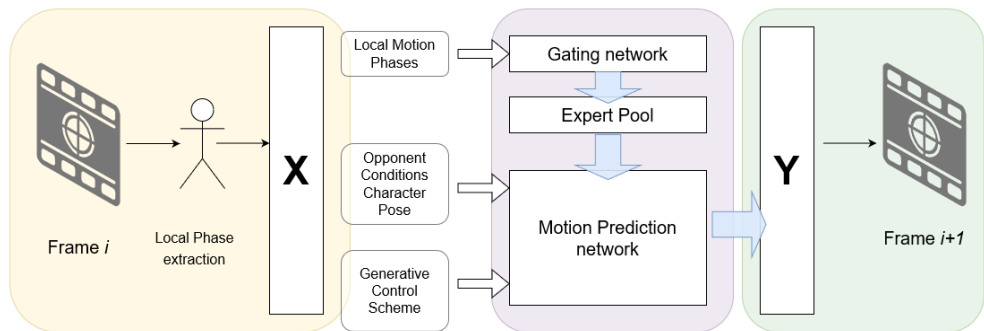 Frame i
Local Phase
extraction
X
Local Motion
Phases
Opponent
Conditions
Character
Pose
Generative
Control
Scheme
Gating network
Expert Pool
Motion Prediction
network
Y
Frame i+1